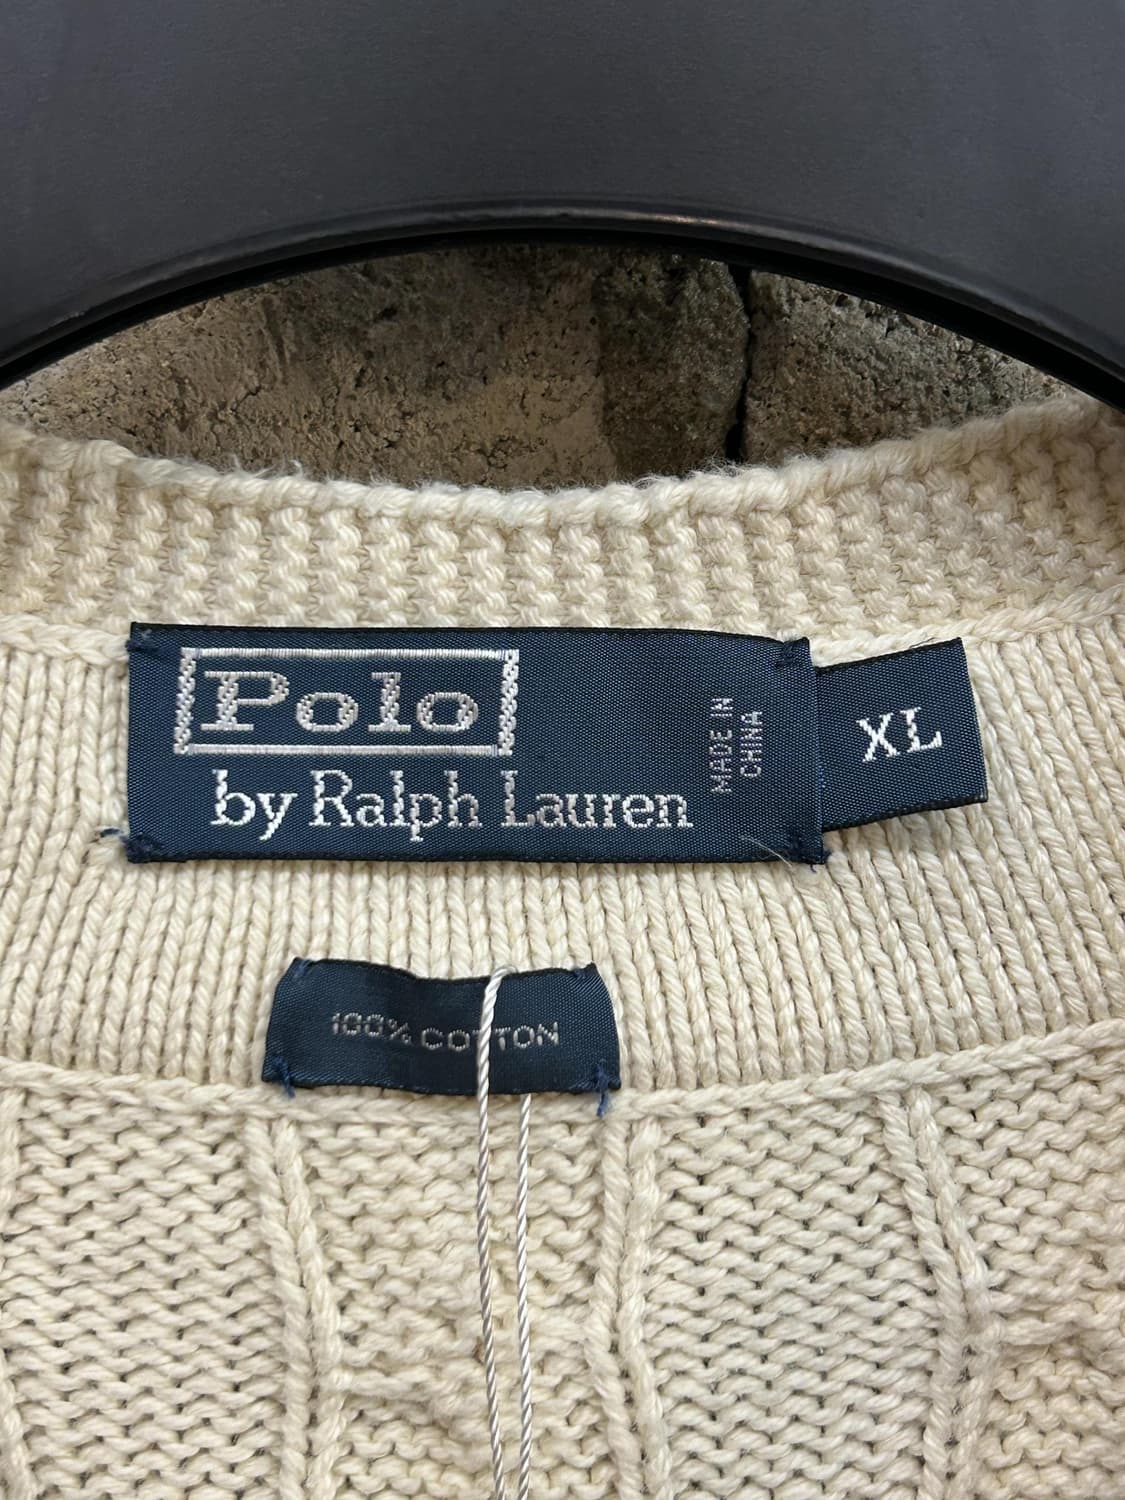 Polo
by Ralph Lauren
MADE IN
CHINA
XL
100% COTTON